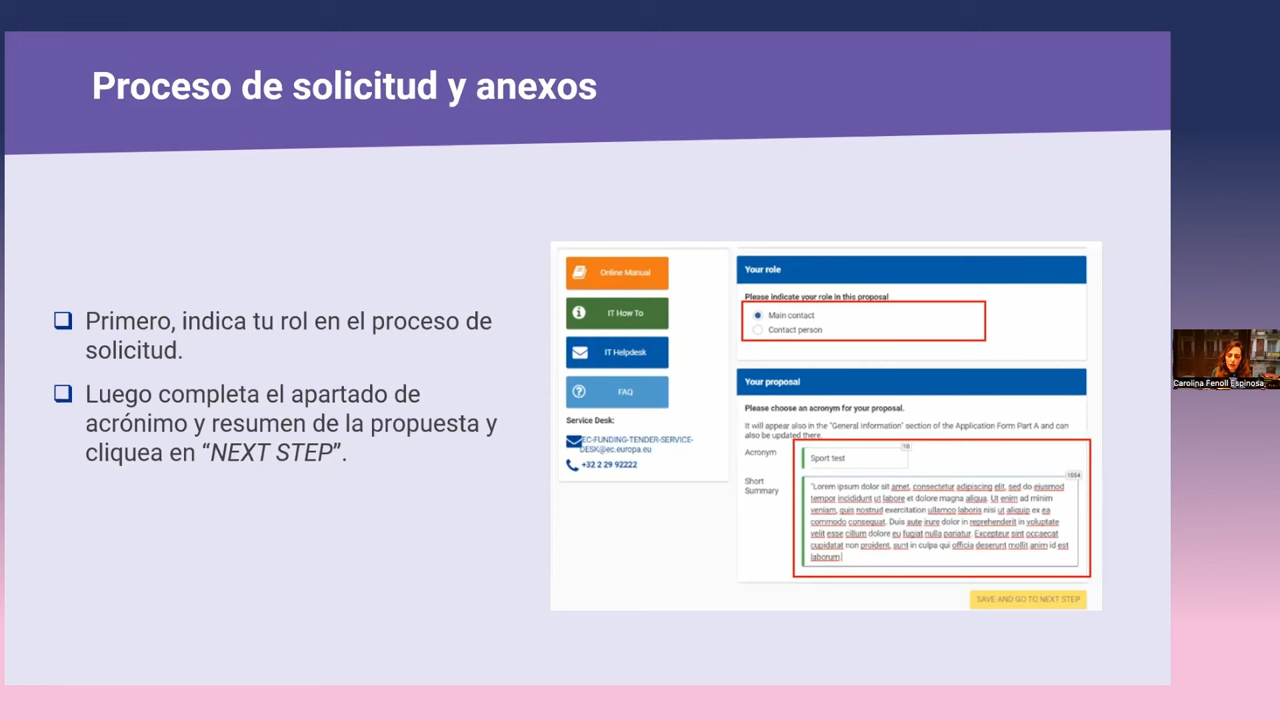 Proceso de solicitud y anexos
Primero, indica tu rol en el proceso de
solicitud.
Luego completa el apartado de
acrónimo y resumen de la propuesta y
cliquea en “NEXT STEP”.
Online Manual
IT How To
IT Helpdesk
FAQ
Service Desk:
EC-FUNDING-TENDER-SERVICE-
DESK@ec.europa.eu
+32 2 29 92222
Your role
Please indicate your role in this proposal
Main contact
Contact person
Your proposal
Please choose an acronym for your proposal.
It will appear also in the "General Information" section of the Application Form Part A and can
also be updated there.
Acronym
Sport test
Short
Summary
1654
"Lorem ipsum dolor sit amet, consectetur adipiscing elit, sed do eiusmod
tempor incididunt ut labore et dolore magna aliqua. Ut enim ad minim
veniam, quis nostrud exercitation ullamco laboris nisi ut aliquip ex ea
commodo consequat. Duis aute irure dolor in reprehenderit in voluptate
velit esse cillum dolore eu fugiat nulla pariatur. Excepteur sint occaecat
cupidatat non proident, sunt in culpa qui officia deserunt mollit anim id est
laborum
SAVE AND GO TO NEXT STEP
Carolina Fenoll Espinosa_...